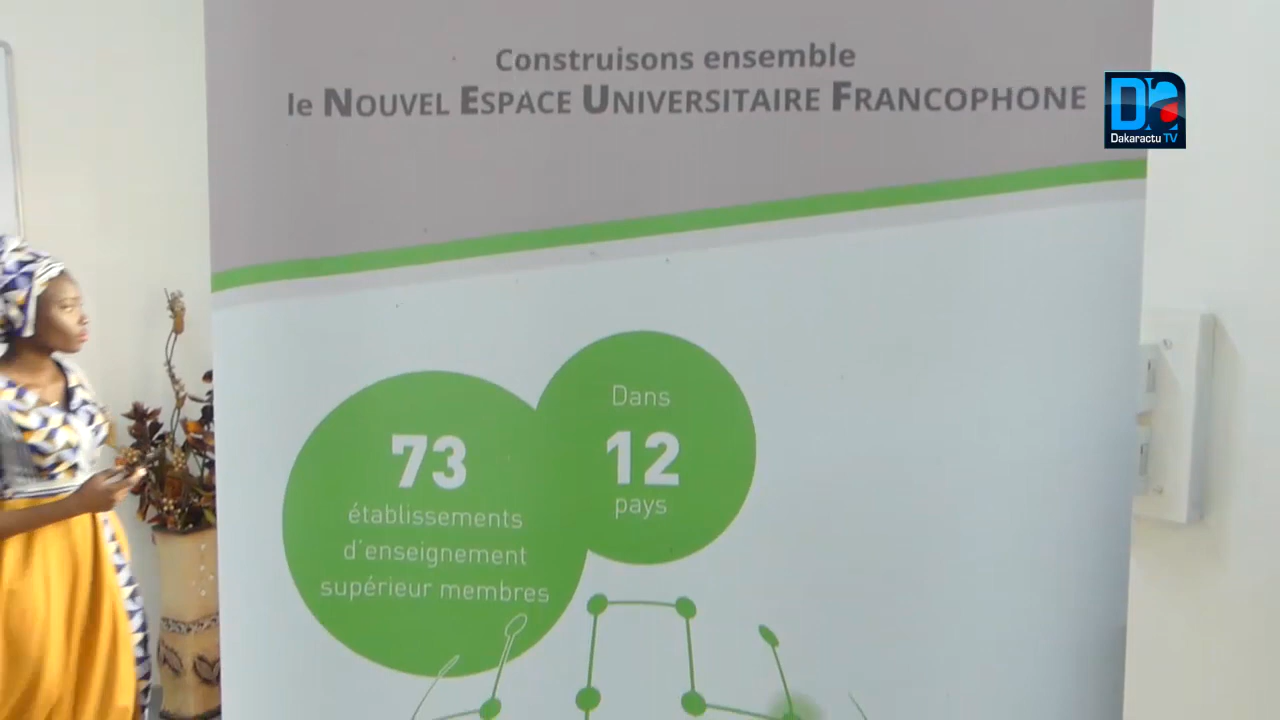 Construisons ensemble
le NOUVEL ESPACE UNIVERSITAIRE FRANCOPHONE
Dakaractu TV
73
établissements
d'enseignement
supérieur membres
Dans
12
pays